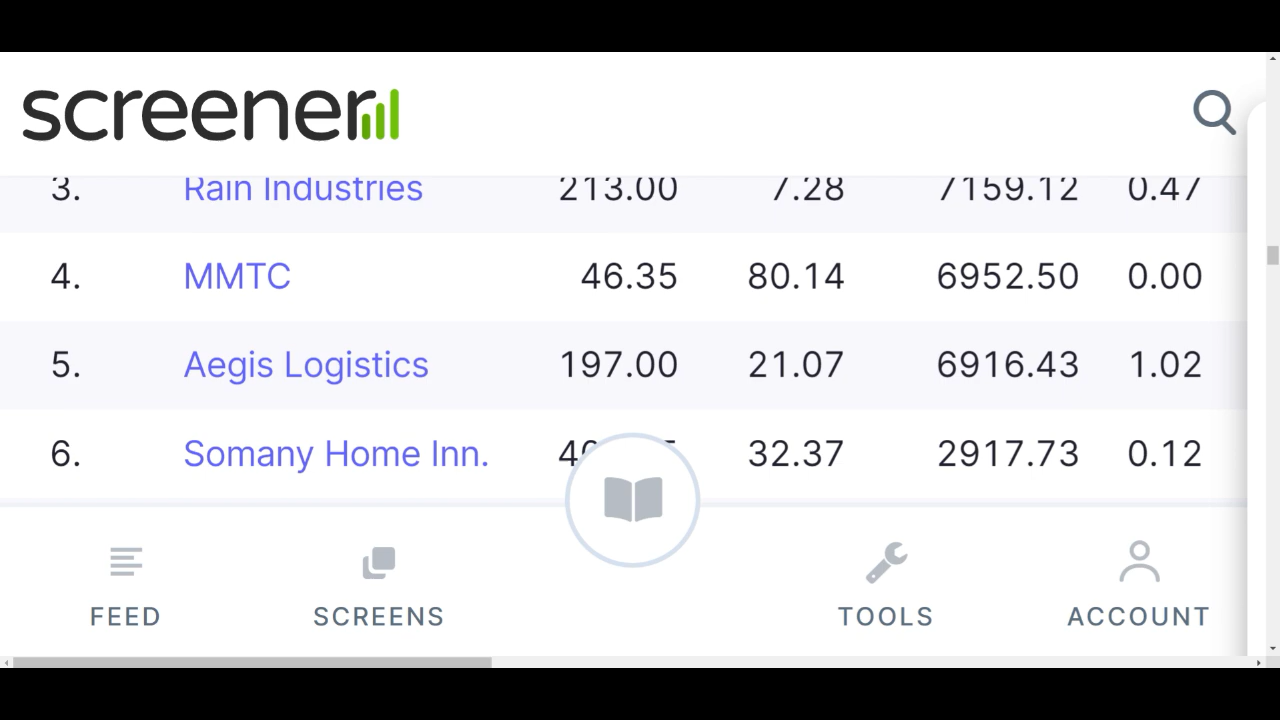 screener
3. Rain Industries 213.00 7.28 7159.12 0.47
4. MMTC 46.35 80.14 6952.50 0.00
5. Aegis Logistics 197.00 21.07 6916.43 1.02
6. Somany Home Inn. 32.37 2917.73 0.12
FEED SCREENS TOOLS ACCOUNT